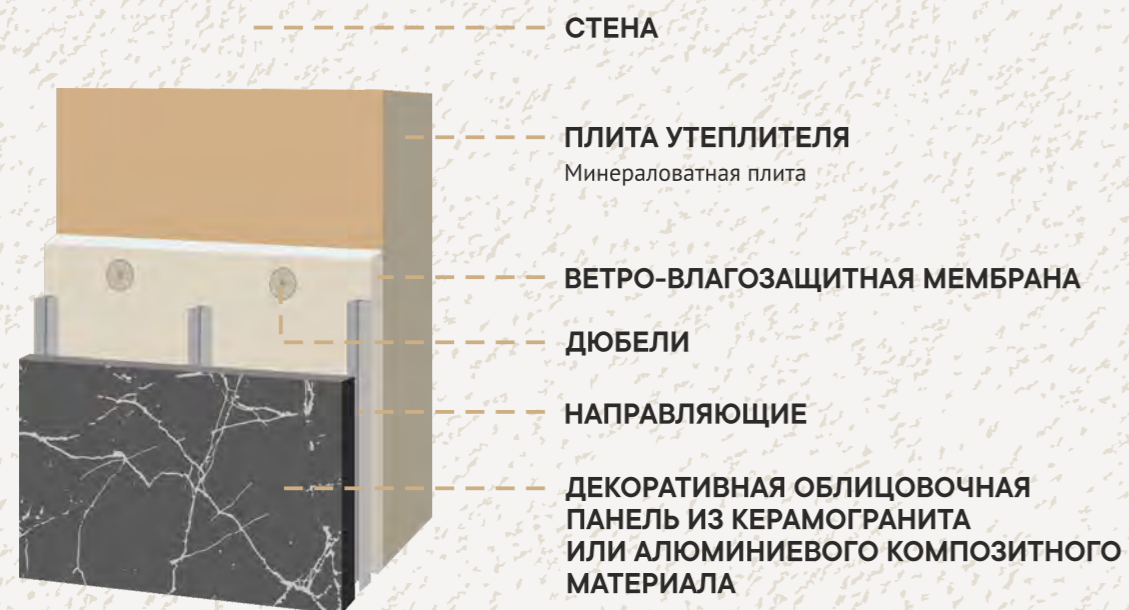 СТЕНА
ПЛИТА УТЕПЛИТЕЛЯ
Минераловатная плита
ВЕТРО-ВЛАГОЗАЩИТНАЯ МЕМБРАНА
ДЮБЕЛИ
НАПРАВЛЯЮЩИЕ
ДЕКОРАТИВНАЯ ОБЛИЦОВОЧНАЯ
ПАНЕЛЬ ИЗ КЕРАМОГРАНИТА
ИЛИ АЛЮМИНИЕВОГО КОМПОЗИТНОГО
МАТЕРИАЛА